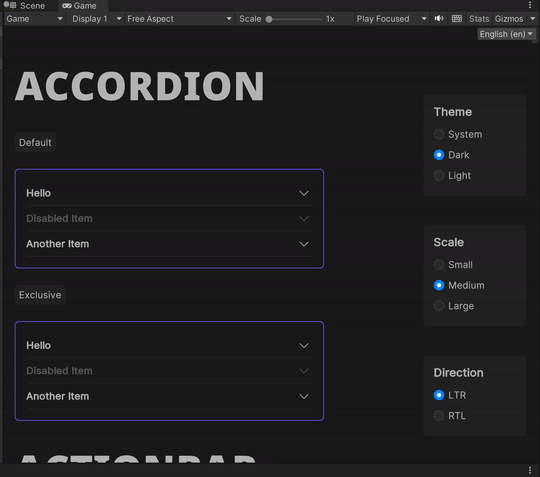 Scene
Game
Game
Display 1
Free Aspect
Scale
1x
Play Focused
Stats
Gizmos
English (en)
ACCORDION
Default
Hello
Disabled Item
Another Item
Exclusive
Hello
Disabled Item
Another Item
ACTIONBAR
Theme
System
Dark
Light
Scale
Small
Medium
Large
Direction
LTR
RTL